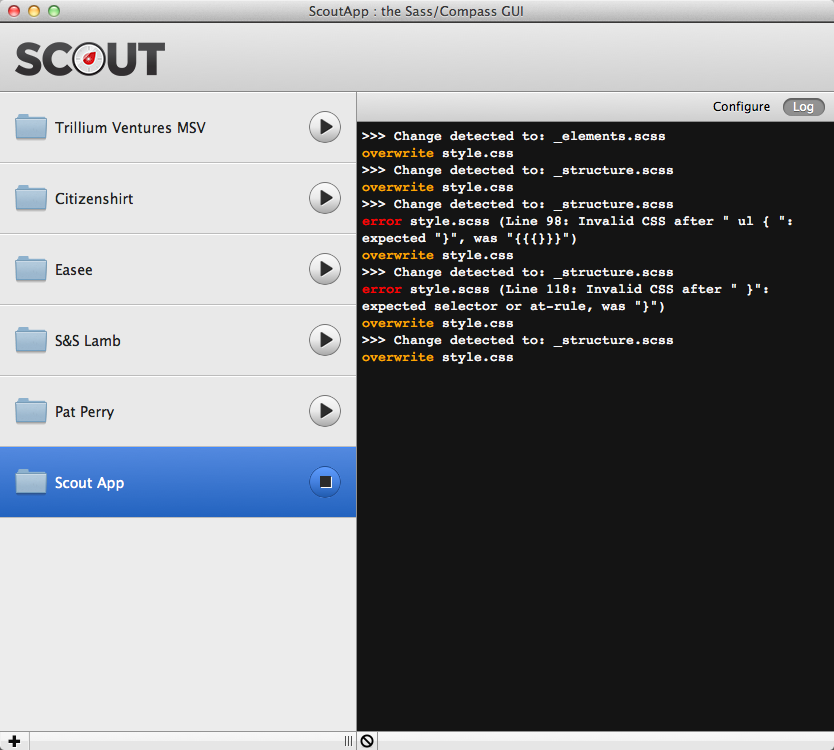 ScoutApp : the Sass/Compass GUI
SCOUT
Trillium Ventures MSV
Citizenshirt
Easee
S&S Lamb
Pat Perry
Scout App
Configure
Log
>>> Change detected to: _elements.scss
overwrite style.css
>>> Change detected to: _structure.scss
overwrite style.css
>>> Change detected to: _structure.scss
error style.scss (Line 98: Invalid CSS after " ul { ":
expected "}", was "{{{}}}")
overwrite style.css
>>> Change detected to: _structure.scss
error style.scss (Line 118: Invalid CSS after " }":
expected selector or at-rule, was "}")
overwrite style.css
>>> Change detected to: _structure.scss
overwrite style.css